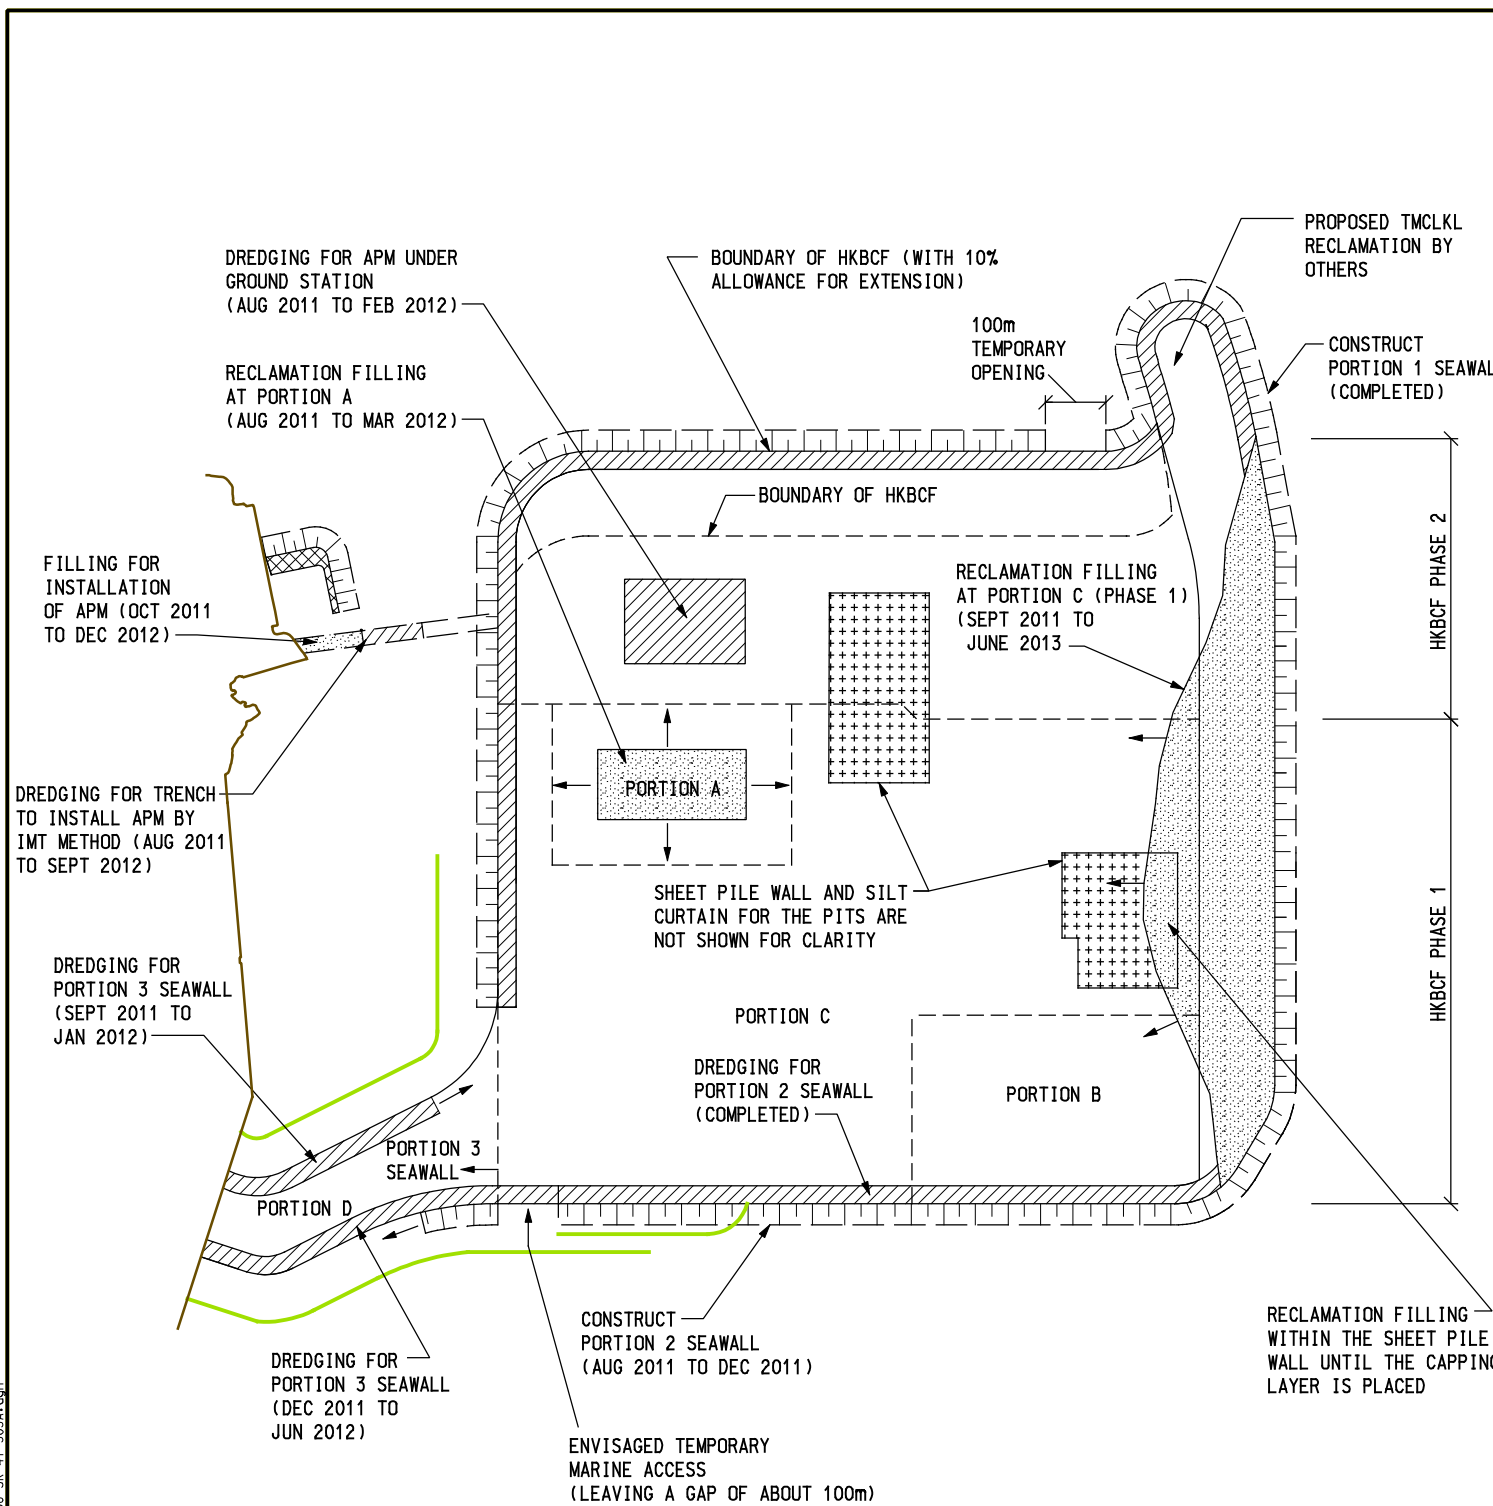 PROPOSED TMCLKL
RECLAMATION BY
OTHERS
DREDGING FOR APM UNDER
GROUND STATION
(AUG 2011 TO FEB 2012)
BOUNDARY OF HKBCF (WITH 10%
ALLOWANCE FOR EXTENSION)
100m
TEMPORARY
OPENING
CONSTRUCT
PORTION 1 SEAWAL
(COMPLETED)
RECLAMATION FILLING
AT PORTION A
(AUG 2011 TO MAR 2012)
BOUNDARY OF HKBCF
HKBCF PHASE 2
FILLING FOR
INSTALLATION
OF APM (OCT 2011
TO DEC 2012)
RECLAMATION FILLING
AT PORTION C (PHASE 1)
(SEPT 2011 TO
JUNE 2013
DREDGING FOR TRENCH
TO INSTALL APM BY
IMT METHOD (AUG 2011
TO SEPT 2012)
PORTION A
SHEET PILE WALL AND SILT
CURTAIN FOR THE PITS ARE
NOT SHOWN FOR CLARITY
HKBCF PHASE 1
DREDGING FOR
PORTION 3 SEAWALL
(SEPT 2011 TO
JAN 2012)
PORTION C
DREDGING FOR
PORTION 2 SEAWALL
(COMPLETED)
PORTION B
PORTION 3
SEAWALL
PORTION D
CONSTRUCT
PORTION 2 SEAWALL
(AUG 2011 TO DEC 2011)
RECLAMATION FILLING
WITHIN THE SHEET PILE
WALL UNTIL THE CAPPING
LAYER IS PLACED
DREDGING FOR
PORTION 3 SEAWALL
(DEC 2011 TO
JUN 2012)
ENVISAGED TEMPORARY
MARINE ACCESS
(LEAVING A GAP OF ABOUT 100m)